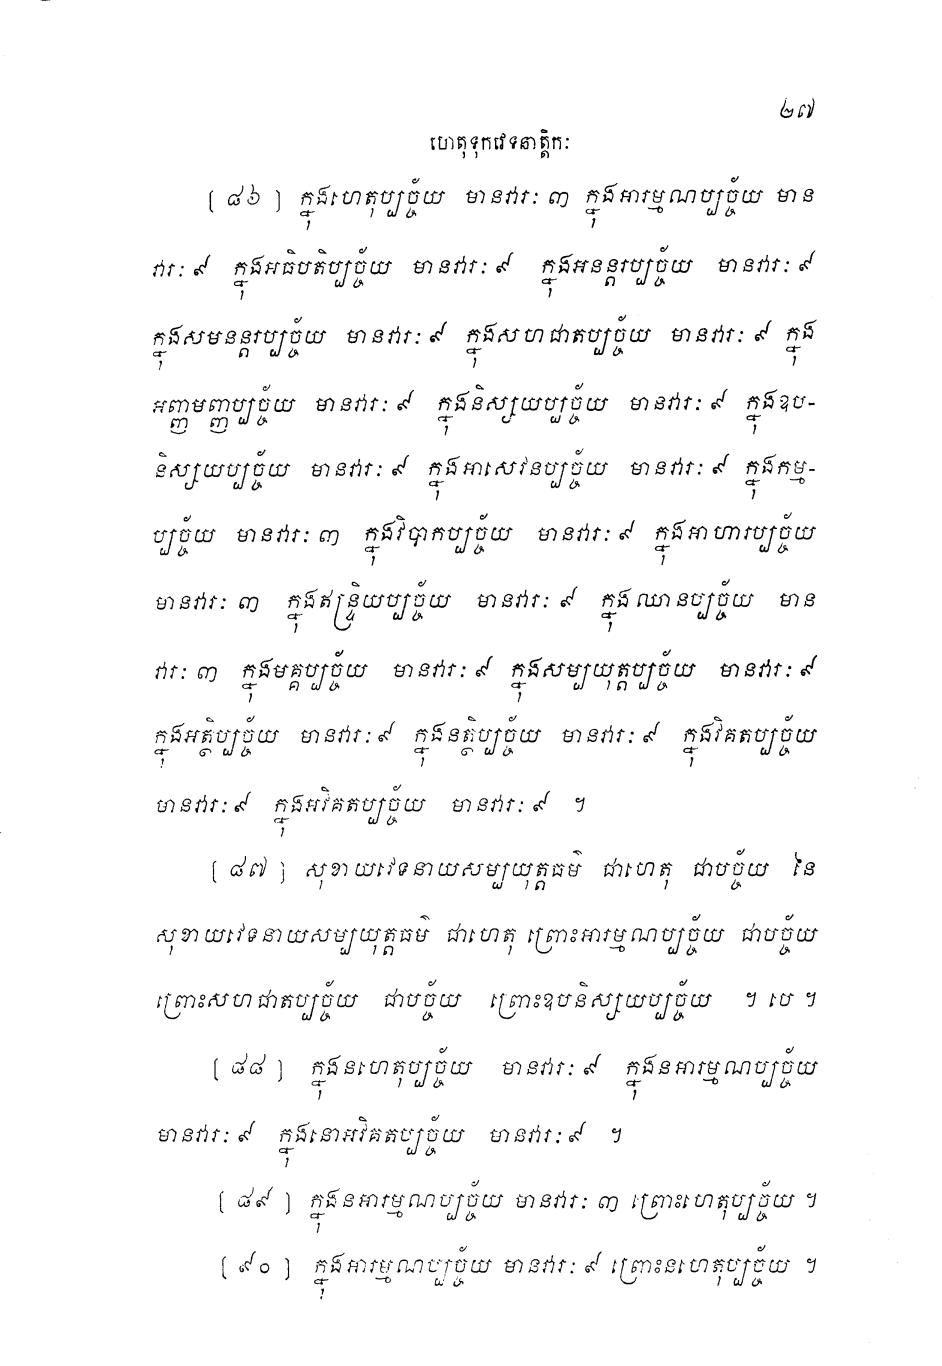 ២៧
ហេតុទុកវេទនាត្តិកៈ
[ ៨៦ ] ក្នុងហេតុប្បច្ច័យ មានវារៈ ៣ ក្នុងអារម្មណប្បច្ច័យ មាន
វារៈ ៩ ក្នុងអធិបតិប្បច្ច័យ មានវារៈ ៩ ក្នុងអនន្តរប្បច្ច័យ មានវារៈ ៩
ក្នុងសមនន្តរប្បច្ច័យ មានវារៈ ៩ ក្នុងសហជាតប្បច្ច័យ មានវារៈ ៩ ក្នុង
អញ្ញមញ្ញប្បច្ច័យ មានវារៈ ៩ ក្នុងនិស្សយប្បច្ច័យ មានវារៈ ៩ ក្នុងឧប-
និស្សយប្បច្ច័យ មានវារៈ ៩ ក្នុងអាសេវនប្បច្ច័យ មានវារៈ ៩ ក្នុងកម្ម-
ប្បច្ច័យ មានវារៈ ៣ ក្នុងវិបាកប្បច្ច័យ មានវារៈ ៩ ក្នុងអាហារប្បច្ច័យ
មានវារៈ ៣ ក្នុងឥន្ទ្រិយប្បច្ច័យ មានវារៈ ៩ ក្នុងឈានប្បច្ច័យ មាន
វារៈ ៣ ក្នុងមគ្គប្បច្ច័យ មានវារៈ ៩ ក្នុងសម្បយុត្តប្បច្ច័យ មានវារៈ ៩
ក្នុងអត្ថិប្បច្ច័យ មានវារៈ ៩ ក្នុងនត្ថិប្បច្ច័យ មានវារៈ ៩ ក្នុងវិគតប្បច្ច័យ
មានវារៈ ៩ ក្នុងអវិគតប្បច្ច័យ មានវារៈ ៩ ។
[ ៨៧ ] សុខាយវេទនាយសម្បយុត្តធម៌ ជាហេតុ ជាបច្ច័យ នៃ
សុខាយវេទនាយសម្បយុត្តធម៌ ជាហេតុ ព្រោះអារម្មណប្បច្ច័យ ជាបច្ច័យ
ព្រោះសហជាតប្បច្ច័យ ជាបច្ច័យ ព្រោះឧបនិស្សយប្បច្ច័យ ។ បេ ។
[ ៨៨ ] ក្នុងនហេតុប្បច្ច័យ មានវារៈ ៩ ក្នុងនអារម្មណប្បច្ច័យ
មានវារៈ ៩ ក្នុងនោអវិគតប្បច្ច័យ មានវារៈ ៩ ។
[ ៨៩ ] ក្នុងនអារម្មណប្បច្ច័យ មានវារៈ ៣ ព្រោះហេតុប្បច្ច័យ ។
[ ៩០ ] ក្នុងអារម្មណប្បច្ច័យ មានវារៈ ៩ ព្រោះនហេតុប្បច្ច័យ ។